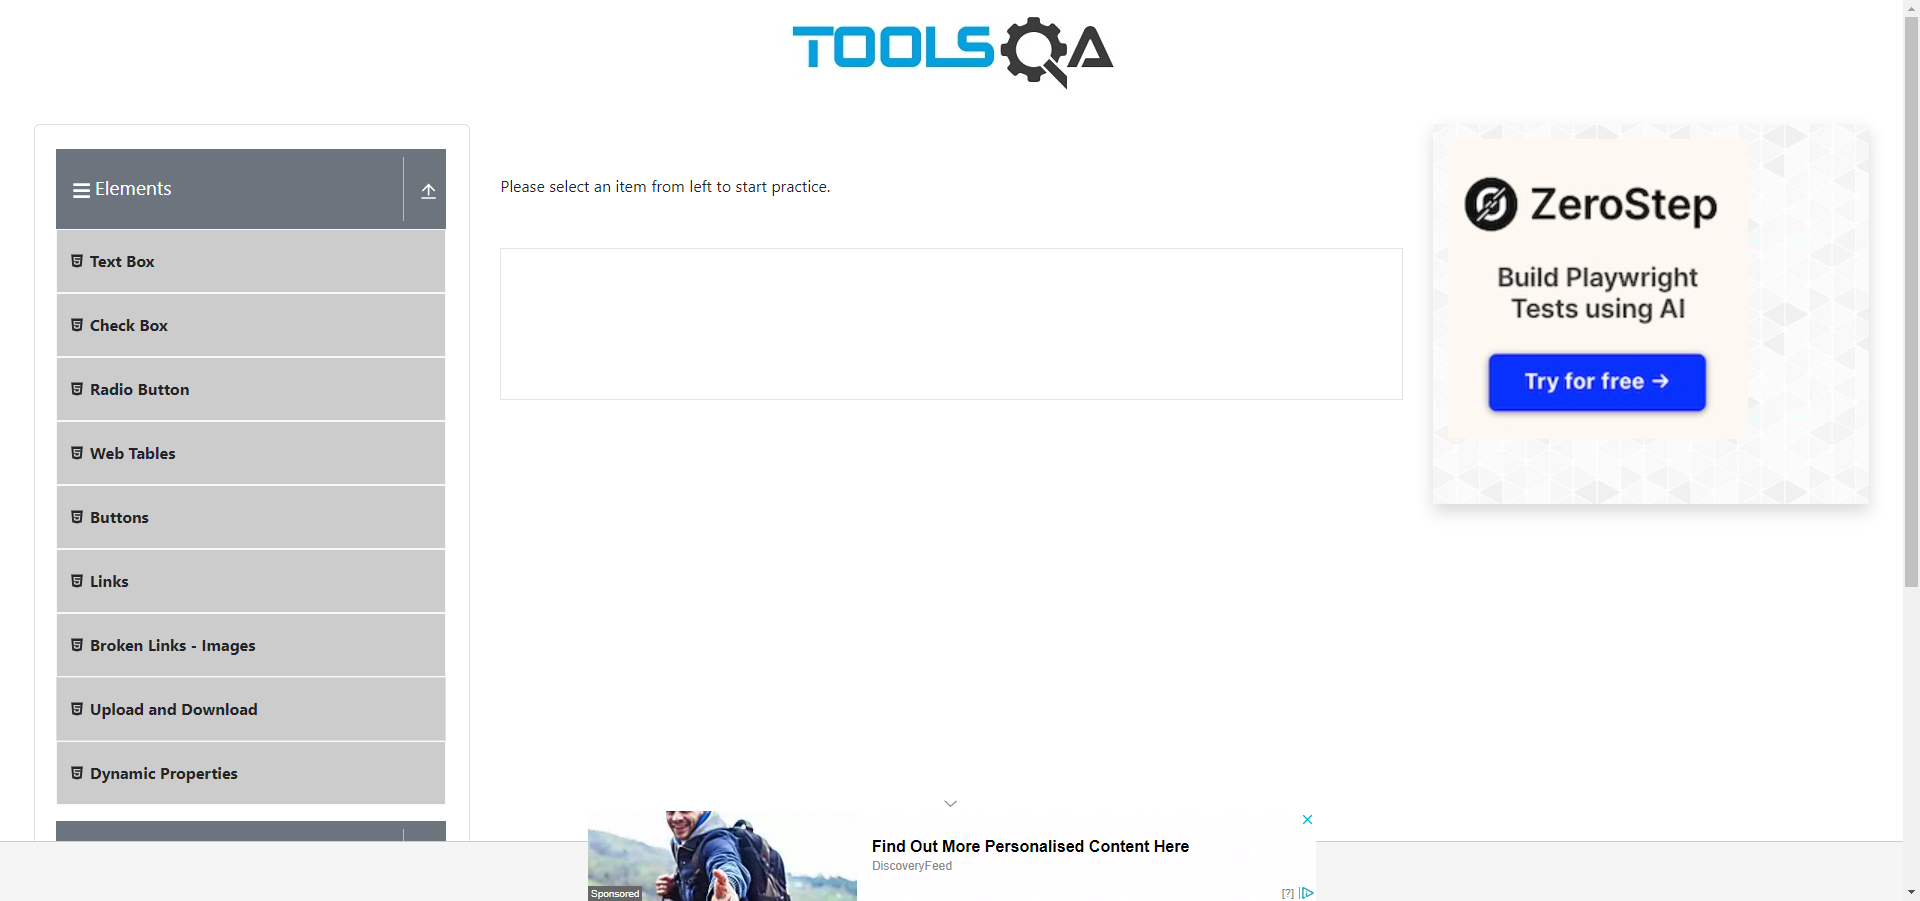 TOOLSQA
Elements
Text Box
Check Box
Radio Button
Web Tables
Buttons
Links
Broken Links - Images
Upload and Download
Dynamic Properties
Please select an item from left to start practice.
ZeroStep
Build Playwright
Tests using AI
Try for free →
Sponsored
Find Out More Personalised Content Here
DiscoveryFeed
[?]